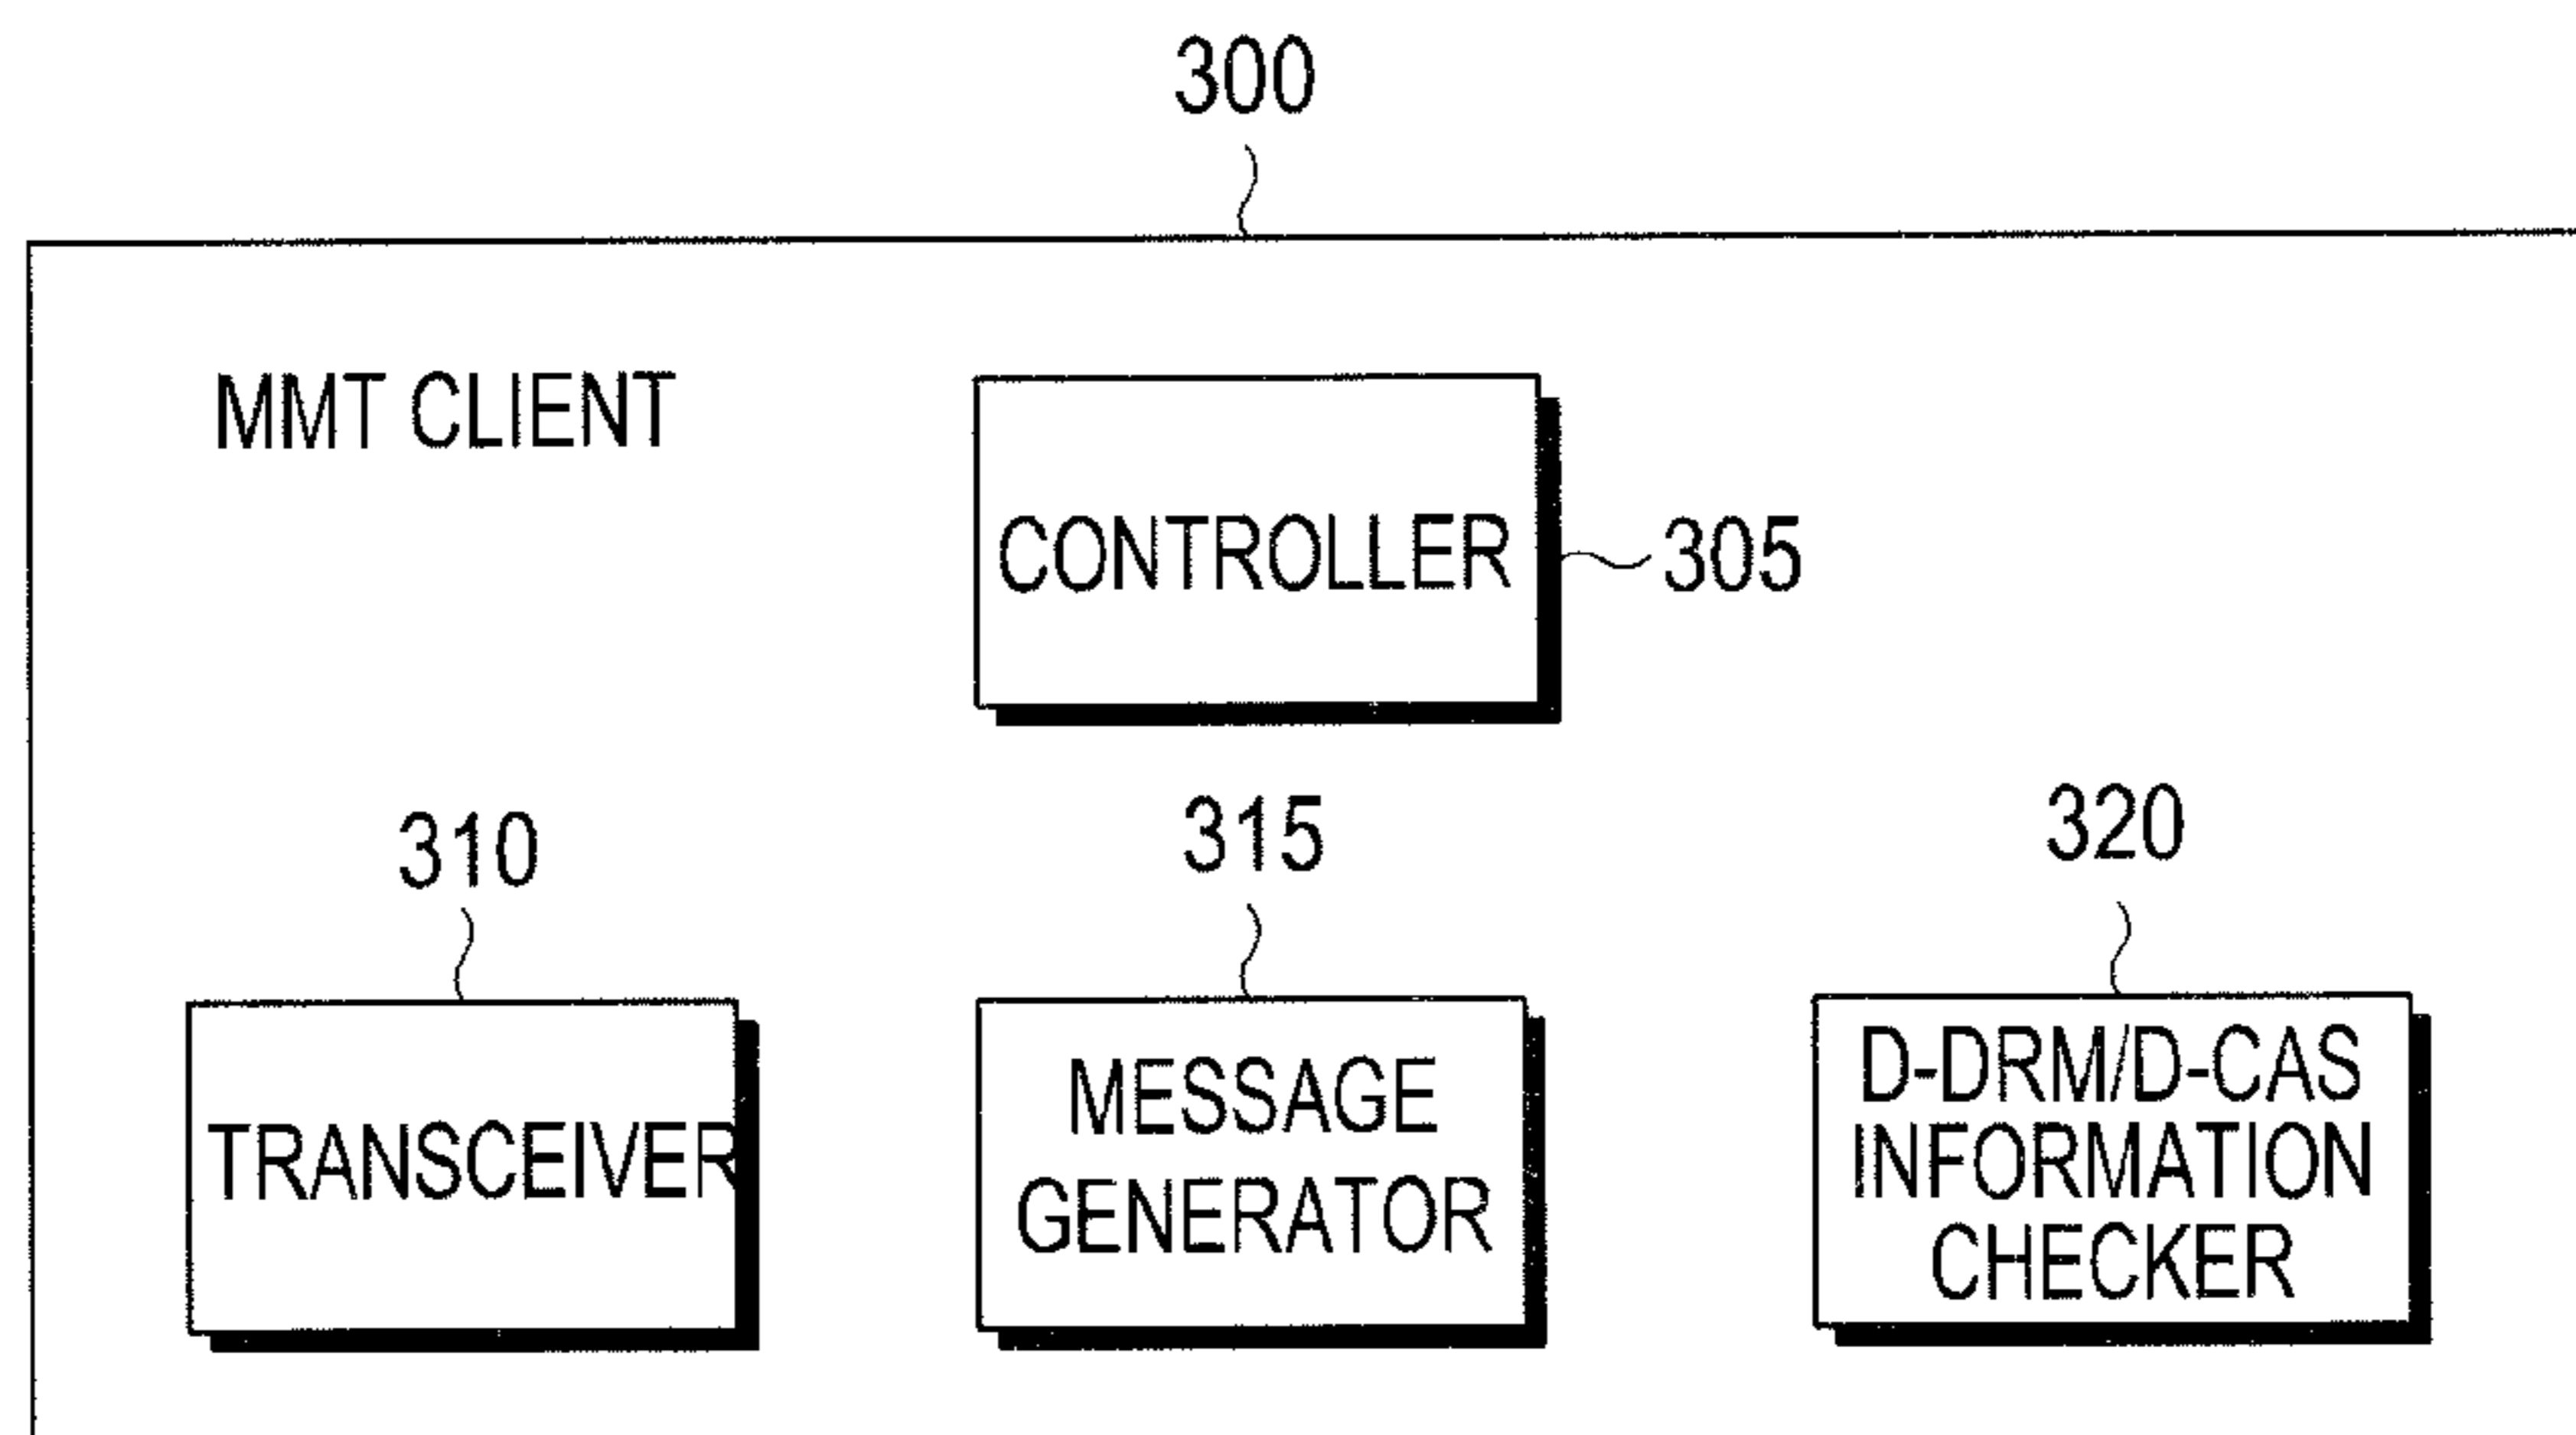 300
MMT CLIENT
CONTROLLER
305
310
315
320
TRANSCEIVER
MESSAGE
GENERATOR
D-DRM/D-CAS
INFORMATION
CHECKER